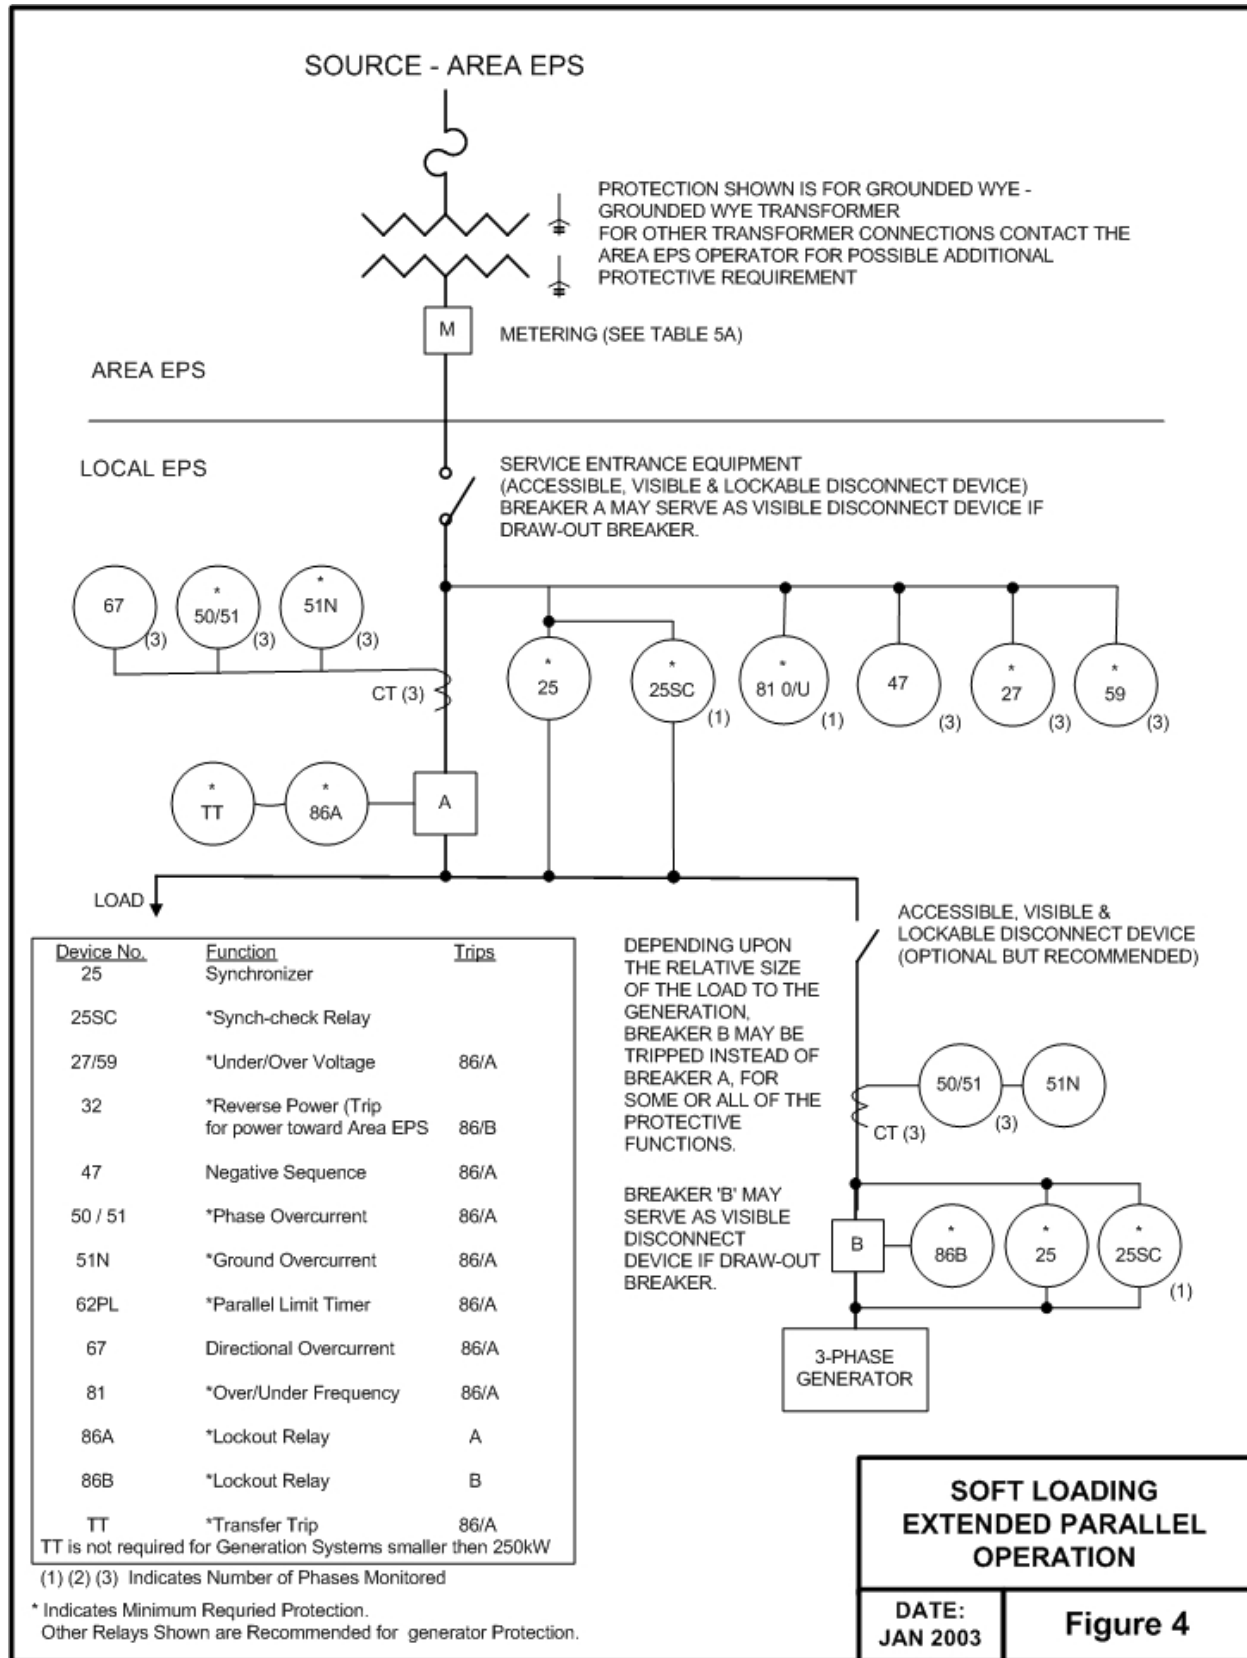 SOURCE - AREA EPS
PROTECTION SHOWN IS FOR GROUNDED WYE -
GROUNDED WYE TRANSFORMER
FOR OTHER TRANSFORMER CONNECTIONS CONTACT THE
AREA EPS OPERATOR FOR POSSIBLE ADDITIONAL
PROTECTIVE REQUIREMENT
M
METERING (SEE TABLE 5A)
AREA EPS
LOCAL EPS
SERVICE ENTRANCE EQUIPMENT
(ACCESSIBLE, VISIBLE & LOCKABLE DISCONNECT DEVICE)
BREAKER A MAY SERVE AS VISIBLE DISCONNECT DEVICE IF
DRAW-OUT BREAKER.
67 (3)
* 50/51 (3)
* 51N (3)
CT (3)
* 25
* 25SC (1)
* 81 0/U (1)
47 (3)
* 27 (3)
* 59 (3)
* TT
* 86A
A
LOAD
ACCESSIBLE, VISIBLE &
LOCKABLE DISCONNECT DEVICE
(OPTIONAL BUT RECOMMENDED)
Device No. Function Trips
25 Synchronizer
25SC *Synch-check Relay
27/59 *Under/Over Voltage 86/A
32 *Reverse Power (Trip
for power toward Area EPS 86/B
47 Negative Sequence 86/A
50 / 51 *Phase Overcurrent 86/A
51N *Ground Overcurrent 86/A
62PL *Parallel Limit Timer 86/A
67 Directional Overcurrent 86/A
81 *Over/Under Frequency 86/A
86A *Lockout Relay A
86B *Lockout Relay B
TT *Transfer Trip 86/A
TT is not required for Generation Systems smaller then 250kW
(1) (2) (3) Indicates Number of Phases Monitored
* Indicates Minimum Requried Protection.
Other Relays Shown are Recommended for generator Protection.
DEPENDING UPON
THE RELATIVE SIZE
OF THE LOAD TO THE
GENERATION,
BREAKER B MAY BE
TRIPPED INSTEAD OF
BREAKER A, FOR
SOME OR ALL OF THE
PROTECTIVE
FUNCTIONS.
BREAKER 'B' MAY
SERVE AS VISIBLE
DISCONNECT
DEVICE IF DRAW-OUT
BREAKER.
50/51 (3)
51N
CT (3)
B
* 86B
* 25
* 25SC (1)
3-PHASE
GENERATOR
SOFT LOADING
EXTENDED PARALLEL
OPERATION
DATE:
JAN 2003
Figure 4